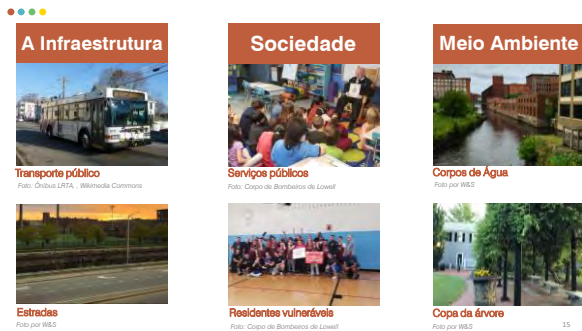 A Infraestrutura
Transporte público
Foto: Ônibus LRTA, , Wikimedia Commons
Estradas
Foto por W&S
Sociedade
Serviços públicos
Foto: Corpo de Bombeiros de Lowell
Residentes vulneráveis
Foto: Corpo de Bombeiros de Lowell
Meio Ambiente
Corpos de Água
Foto por W&S
Copa da árvore
Foto por W&S
15